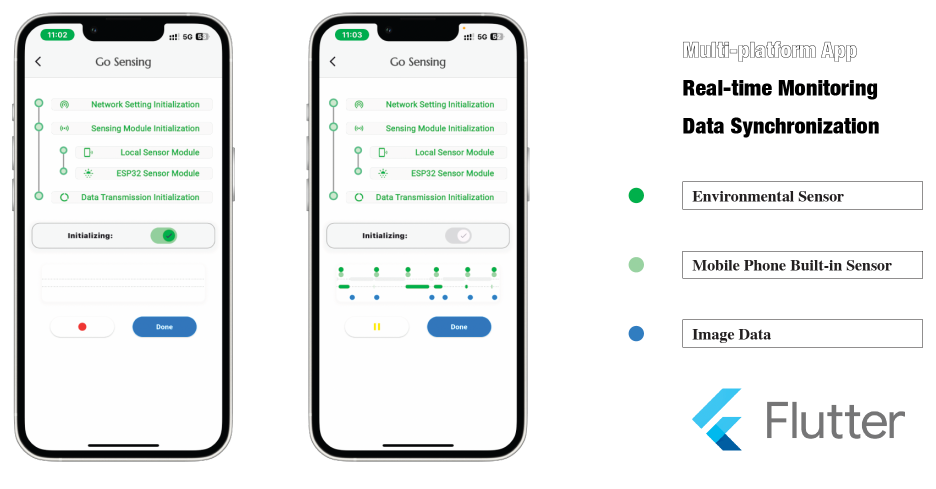 11:02
5G
Go Sensing
Network Setting Initialization
Sensing Module Initialization
Local Sensor Module
ESP32 Sensor Module
Data Transmission Initialization
Initializing:
Done
11:03
5G
Go Sensing
Network Setting Initialization
Sensing Module Initialization
Local Sensor Module
ESP32 Sensor Module
Data Transmission Initialization
Initializing:
Done
Multi-platform App
Real-time Monitoring
Data Synchronization
Environmental Sensor
Mobile Phone Built-in Sensor
Image Data
Flutter